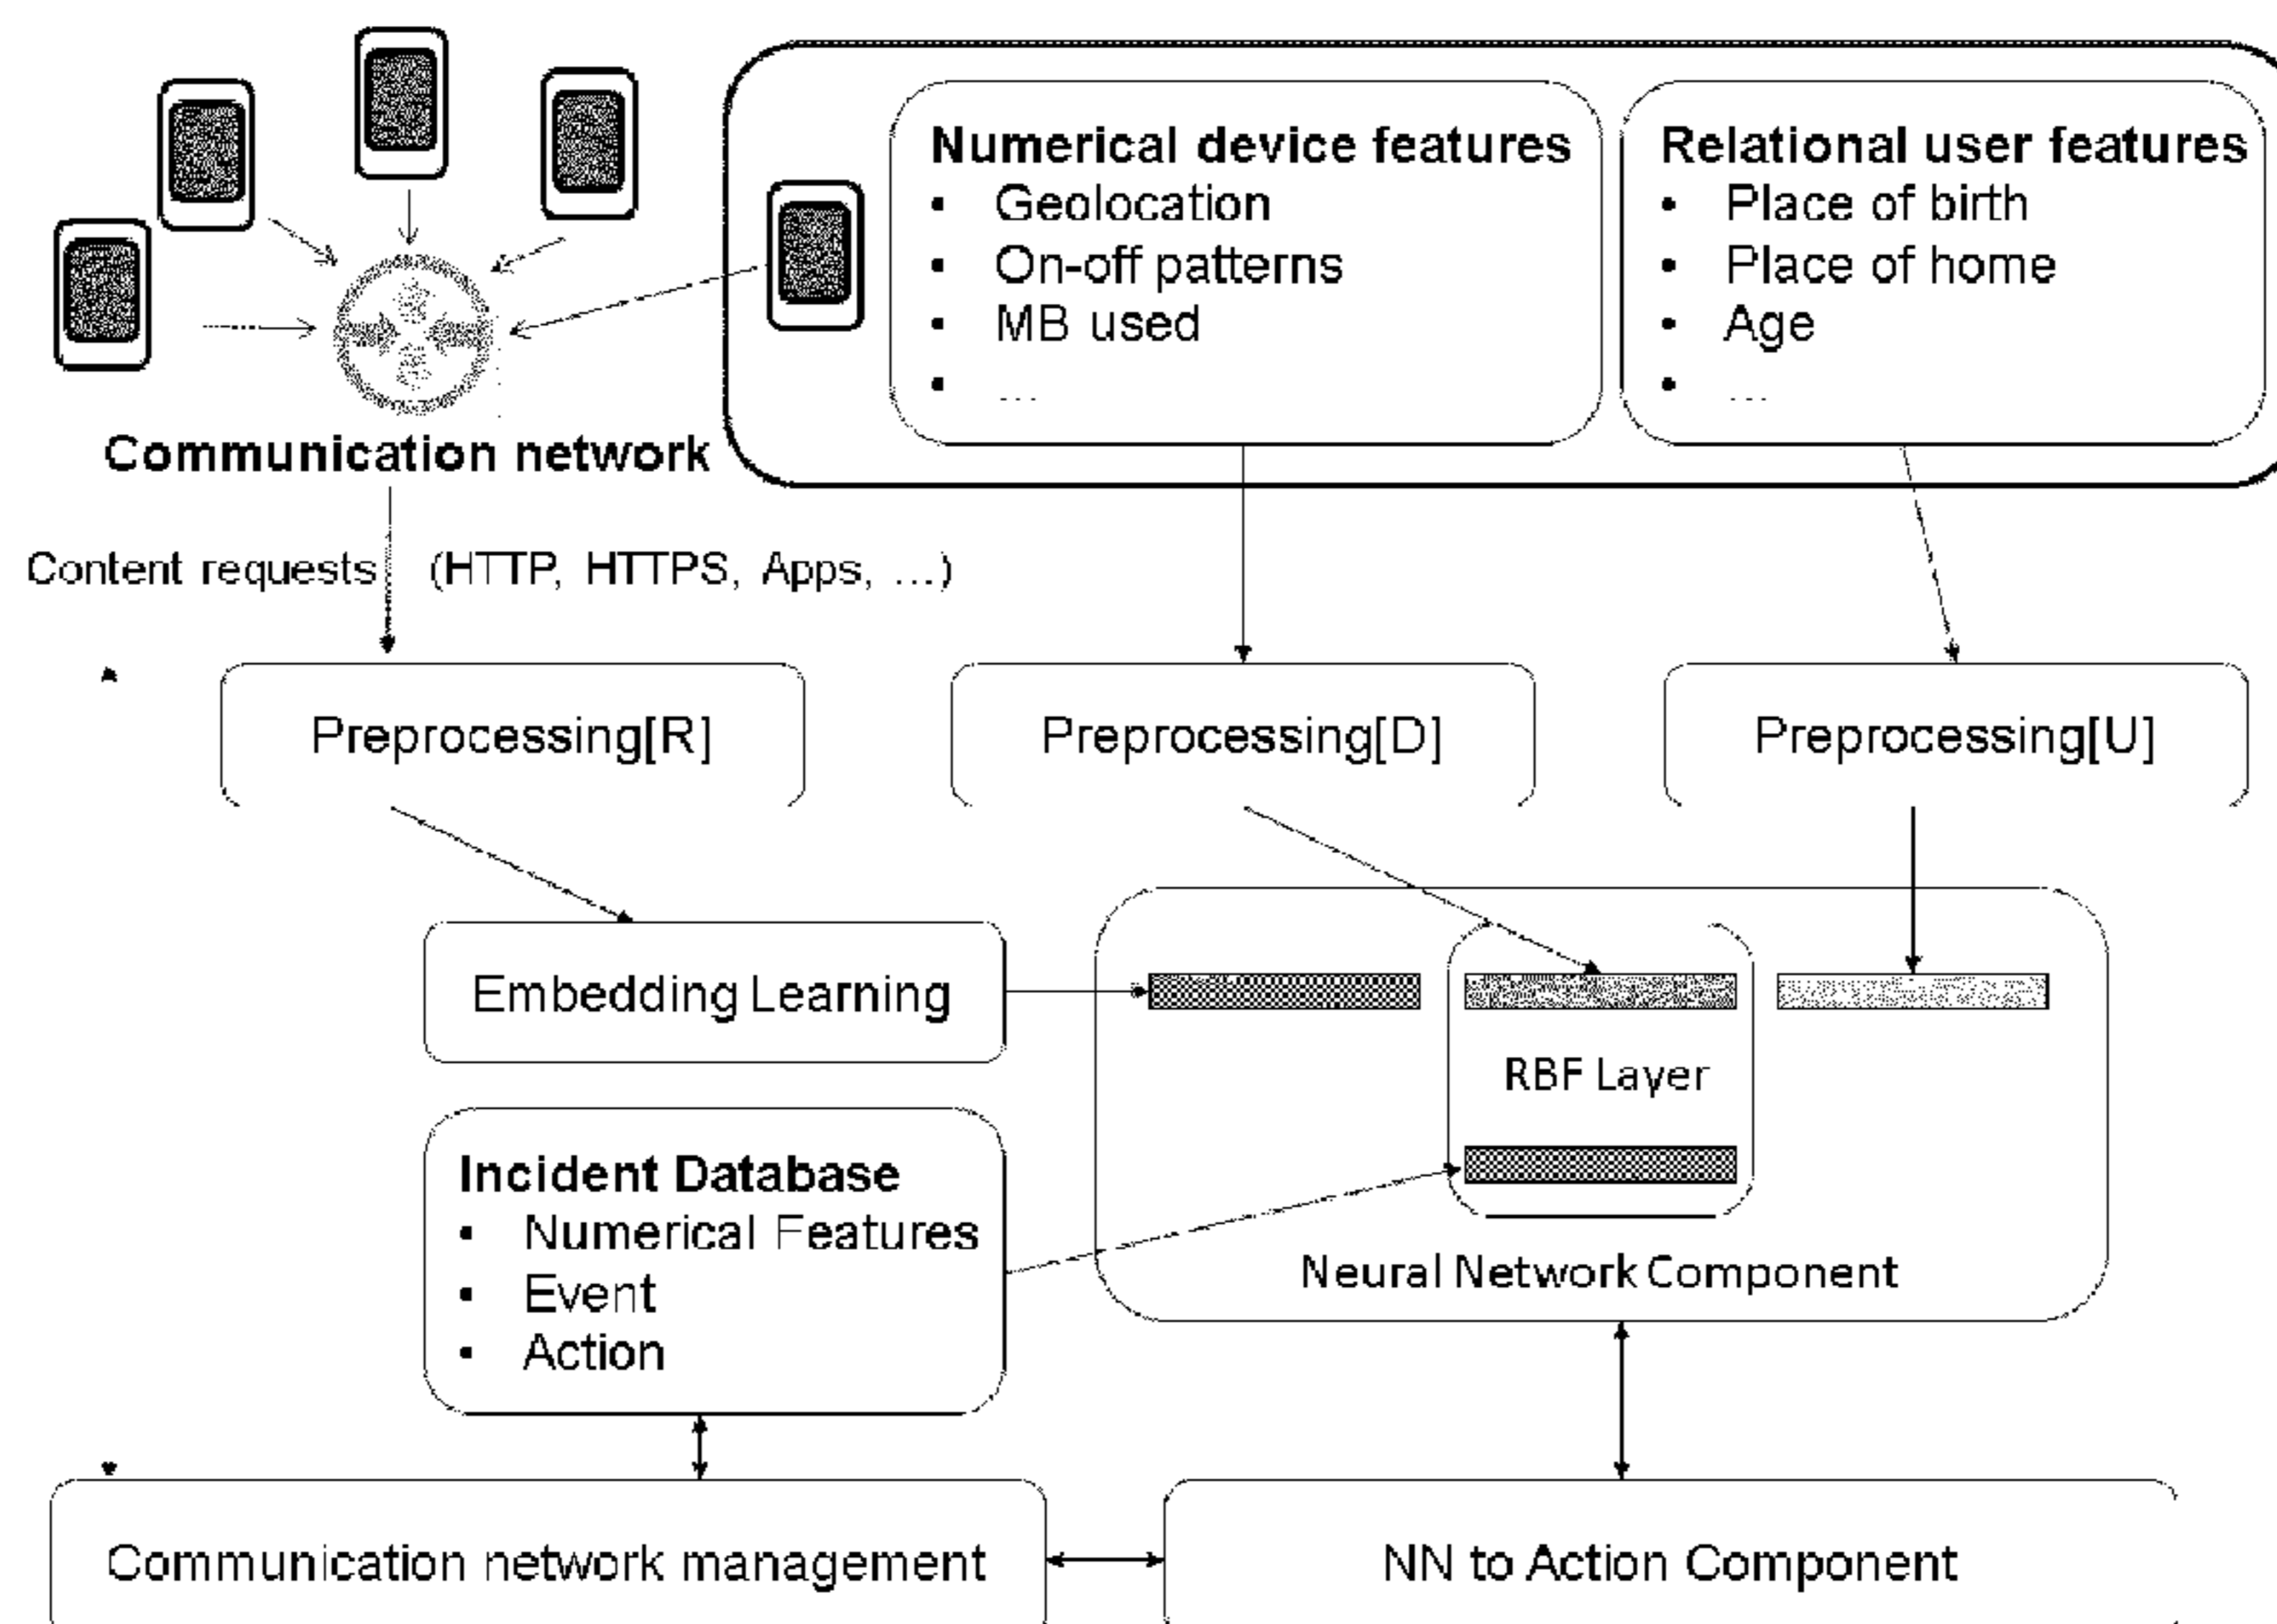 Numerical device features
• Geolocation
• On-off patterns
• MB used
• ...
Relational user features
• Place of birth
• Place of home
• Age
• ...
Communication network
Content requests (HTTP, HTTPS, Apps, ...)
Preprocessing[R]
Preprocessing[D]
Preprocessing[U]
Embedding Learning
RBF Layer
Incident Database
• Numerical Features
• Event
• Action
Neural Network Component
Communication network management
NN to Action Component